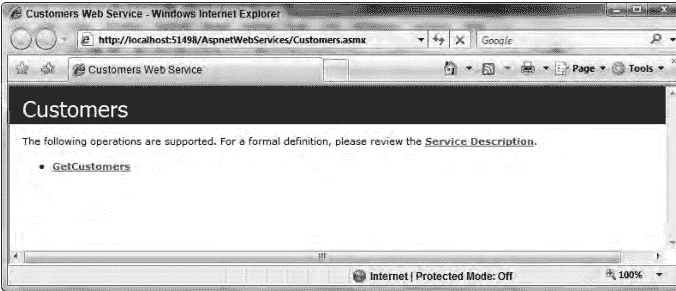 Customers Web Service - Windows Internet Explorer
http://localhost:51498/AspnetWebServices/Customers.asmx
Google
Customers Web Service
Page
Tools
Customers
The following operations are supported. For a formal definition, please review the Service Description.
• GetCustomers
Internet | Protected Mode: Off
100%